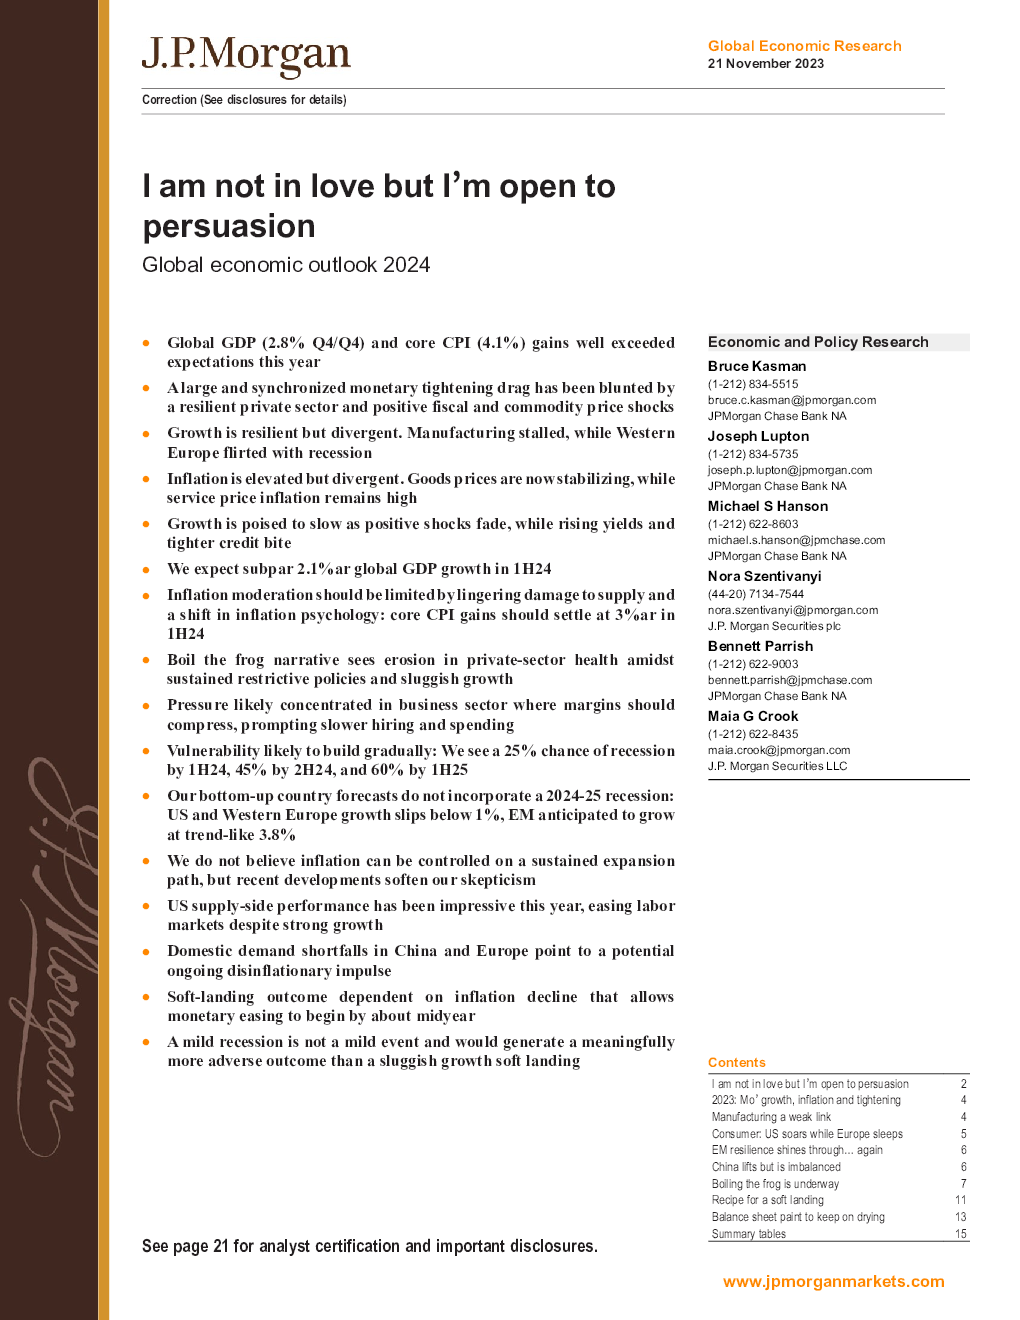 J.P.Morgan
Global Economic Research
21 November 2023
Correction (See disclosures for details)
I am not in love but I’m open to
persuasion
Global economic outlook 2024
• Global GDP (2.8% Q4/Q4) and core CPI (4.1%) gains well exceeded
expectations this year
• A large and synchronized monetary tightening drag has been blunted by
a resilient private sector and positive fiscal and commodity price shocks
• Growth is resilient but divergent. Manufacturing stalled, while Western
Europe flirted with recession
• Inflation is elevated but divergent. Goods prices are now stabilizing, while
service price inflation remains high
• Growth is poised to slow as positive shocks fade, while rising yields and
tighter credit bite
• We expect subpar 2.1%ar global GDP growth in 1H24
• Inflation moderation should be limited by lingering damage to supply and
a shift in inflation psychology: core CPI gains should settle at 3%ar in
1H24
• Boil the frog narrative sees erosion in private-sector health amidst
sustained restrictive policies and sluggish growth
• Pressure likely concentrated in business sector where margins should
compress, prompting slower hiring and spending
• Vulnerability likely to build gradually: We see a 25% chance of recession
by 1H24, 45% by 2H24, and 60% by 1H25
• Our bottom-up country forecasts do not incorporate a 2024-25 recession:
US and Western Europe growth slips below 1%, EM anticipated to grow
at trend-like 3.8%
• We do not believe inflation can be controlled on a sustained expansion
path, but recent developments soften our skepticism
• US supply-side performance has been impressive this year, easing labor
markets despite strong growth
• Domestic demand shortfalls in China and Europe point to a potential
ongoing disinflationary impulse
• Soft-landing outcome dependent on inflation decline that allows
monetary easing to begin by about midyear
• A mild recession is not a mild event and would generate a meaningfully
more adverse outcome than a sluggish growth soft landing
Economic and Policy Research
Bruce Kasman
(1-212) 834-5515
bruce.c.kasman@jpmorgan.com
JPMorgan Chase Bank NA
Joseph Lupton
(1-212) 834-5735
joseph.p.lupton@jpmorgan.com
JPMorgan Chase Bank NA
Michael S Hanson
(1-212) 622-8603
michael.s.hanson@jpmchase.com
JPMorgan Chase Bank NA
Nora Szentivanyi
(44-20) 7134-7544
nora.szentivanyi@jpmorgan.com
J.P. Morgan Securities plc
Bennett Parrish
(1-212) 622-9003
bennett.parrish@jpmchase.com
JPMorgan Chase Bank NA
Maia G Crook
(1-212) 622-8435
maia.crook@jpmorgan.com
J.P. Morgan Securities LLC
Contents
I am not in love but I’m open to persuasion 2
2023: Mo’ growth, inflation and tightening 4
Manufacturing a weak link 4
Consumer: US soars while Europe sleeps 5
EM resilience shines through… again 6
China lifts but is imbalanced 6
Boiling the frog is underway 7
Recipe for a soft landing 11
Balance sheet paint to keep on drying 13
Summary tables 15
See page 21 for analyst certification and important disclosures.
www.jpmorganmarkets.com
J.P.Morgan